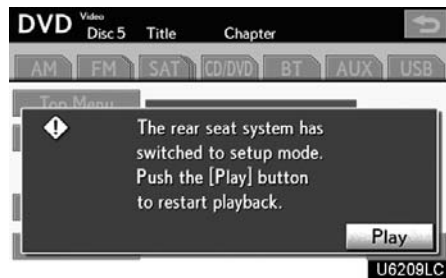 DVD Video Disc 5 Title Chapter
AM FM SAT CD/DVD BT AUX USB
Top Menu
The rear seat system has
switched to setup mode.
Push the [Play] button
to restart playback.
Play
U6209LC